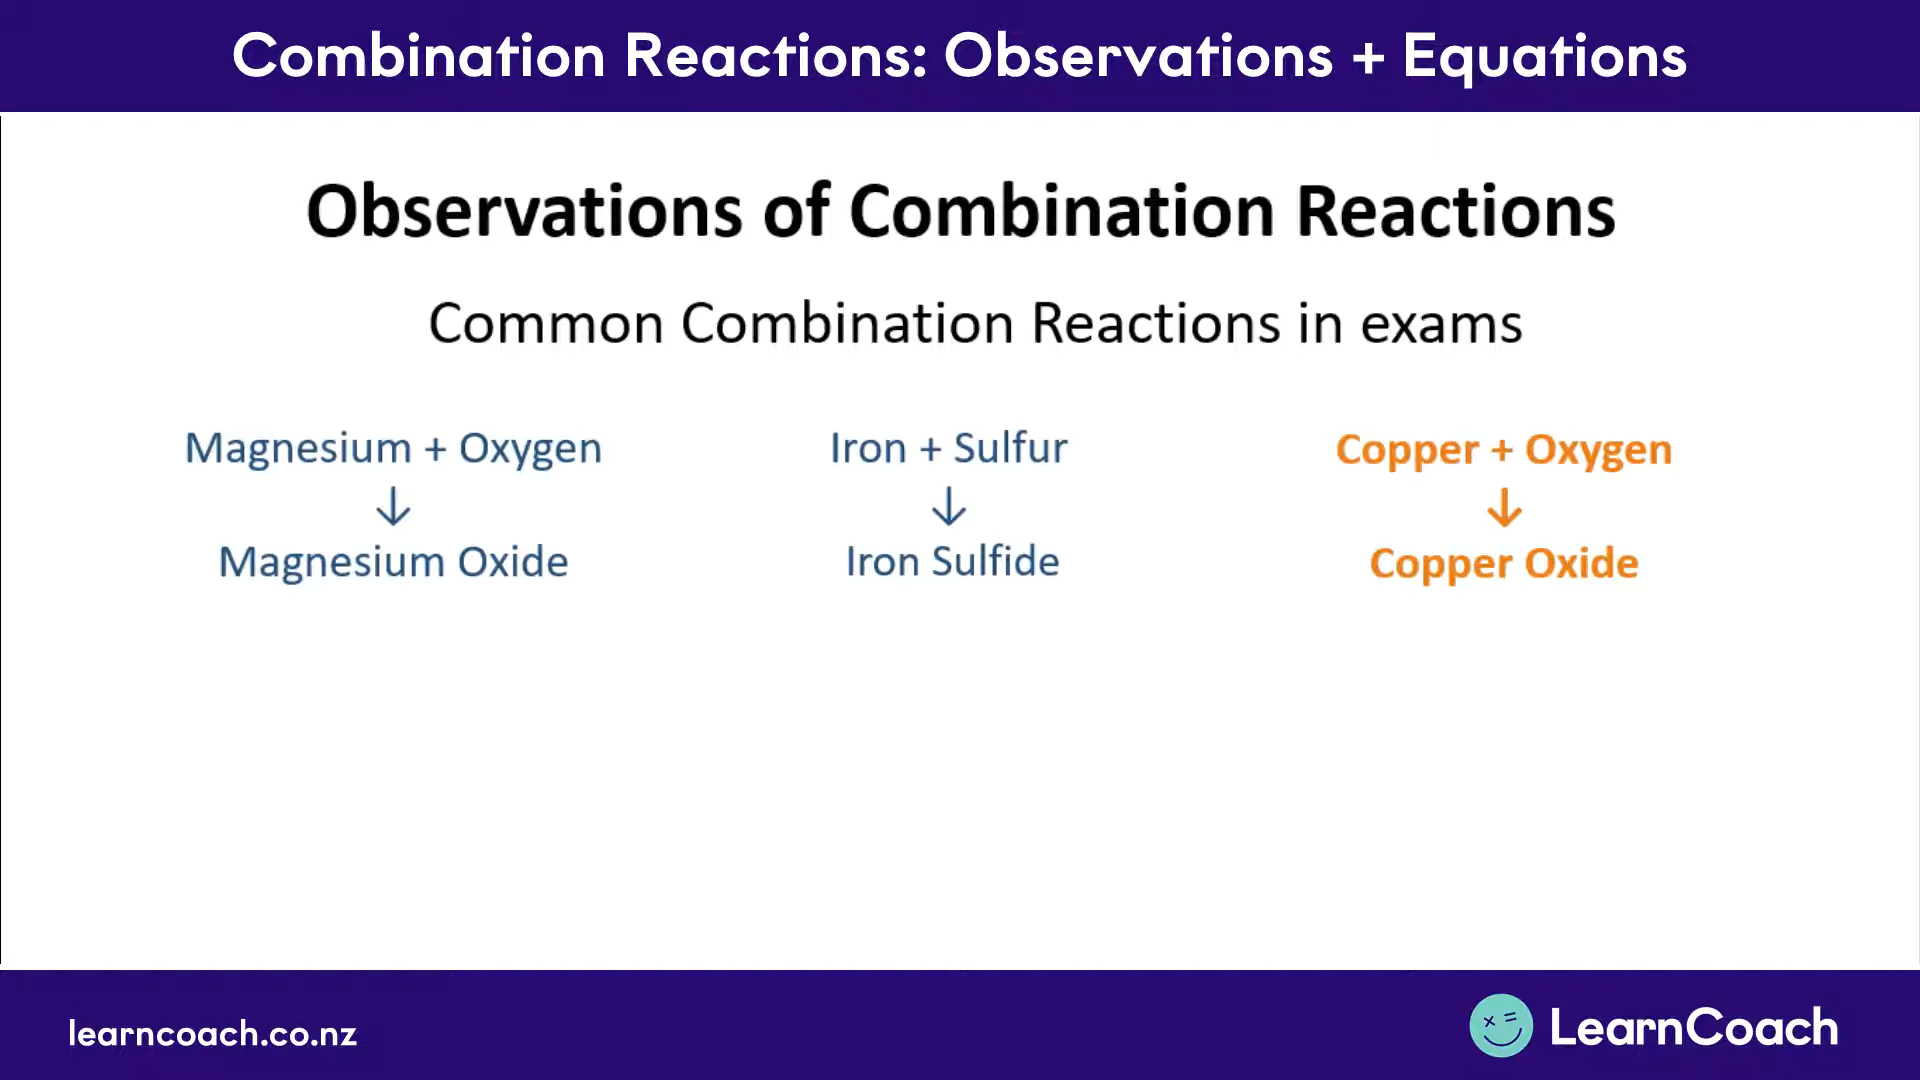 Combination Reactions: Observations + Equations
Observations of Combination Reactions
Common Combination Reactions in exams
Magnesium + Oxygen
↓
Magnesium Oxide
Iron + Sulfur
↓
Iron Sulfide
Copper + Oxygen
↓
Copper Oxide
learncoach.co.nz
LearnCoach